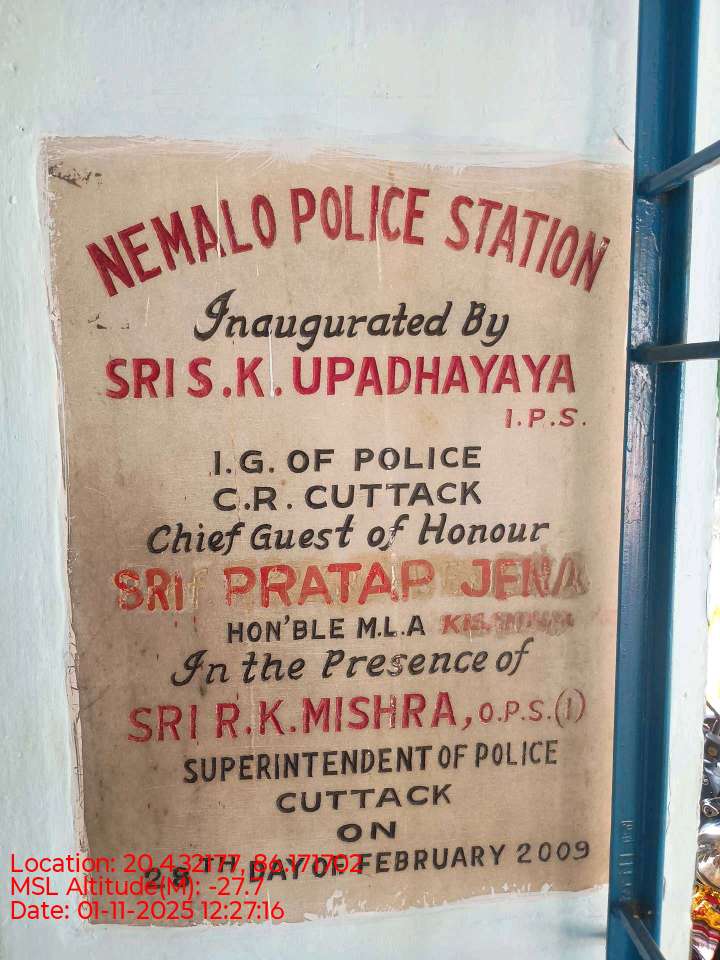 NEMALO POLICE STATION
Inaugurated By
SRI S.K. UPADHAYAYA
I.P.S.
I.G. OF POLICE
C.R. CUTTACK
Chief Guest of Honour
SRI PRATAP JENA
HON'BLE M.L.A
In the Presence of
SRI R.K. MISHRA, O.P.S.(1)
SUPERINTENDENT OF POLICE
CUTTACK
ON
28TH DAY OF FEBRUARY 2009
Location: 20.432177, 86.171702
MSL Altitude(M): -27.7
Date: 01-11-2025 12:27:16